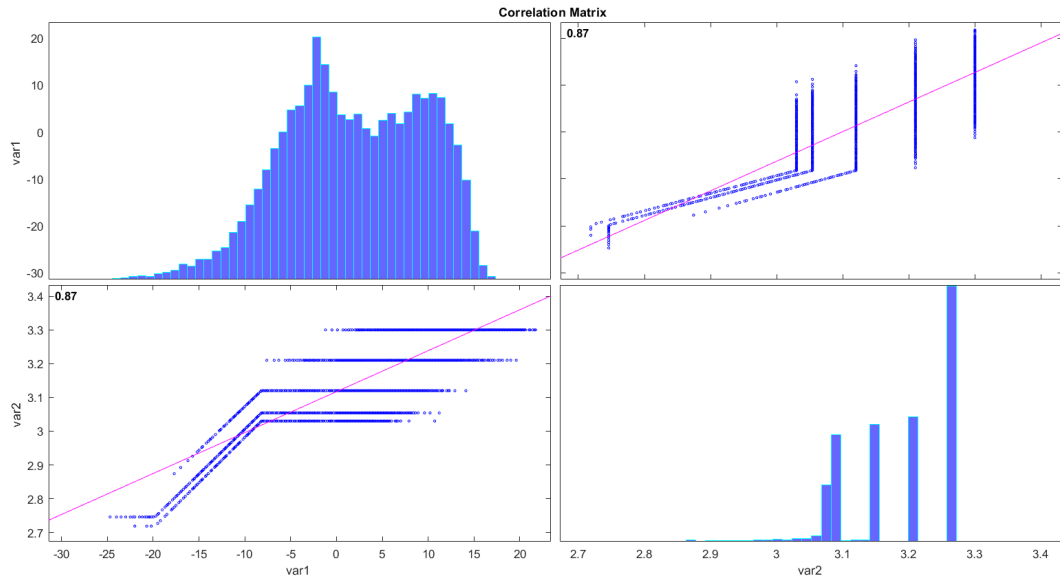 Correlation Matrix
20
10
0
-10
-20
-30
var1
0.87
0.87
3.4
3.3
3.2
3.1
3
2.9
2.8
2.7
var2
-30 -25 -20 -15 -10 -5 0 5 10 15 20
var1
2.7 2.8 2.9 3 3.1 3.2 3.3 3.4
var2